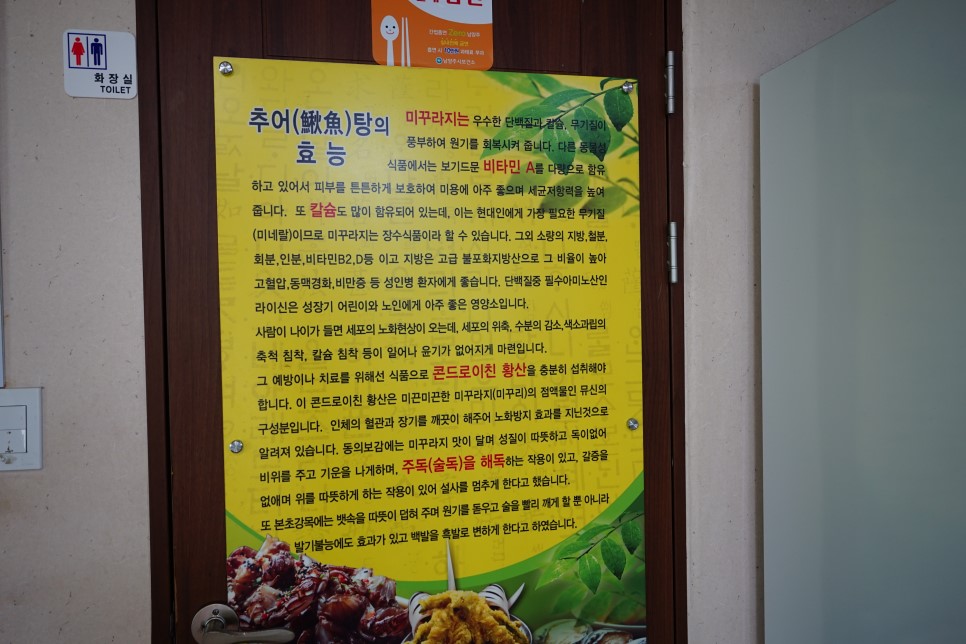 화장실
TOILET
남양주시보건소
추어(鰍魚)탕의
효능
미꾸라지는 우수한 단백질과 칼슘, 무기질이
풍부하여 원기를 회복시켜 줍니다. 다른 동물성
식품에서는 보기드문 비타민 A를 다량으로 함유
하고 있어서 피부를 튼튼하게 보호하여 미용에 아주 좋으며 세균저항력을 높여
줍니다. 또 칼슘도 많이 함유되어 있는데, 이는 현대인에게 가장 필요한 무기질
(미네랄)이므로 미꾸라지는 장수식품이라 할 수 있습니다. 그외 소량의 지방,철분,
회분,인분,비타민B2,D등 이고 지방은 고급 불포화지방산으로 그 비율이 높아
고혈압,동맥경화,비만증 등 성인병 환자에게 좋습니다. 단백질중 필수아미노산인
라이신은 성장기 어린이와 노인에게 아주 좋은 영양소입니다.
사람이 나이가 들면 세포의 노화현상이 오는데, 세포의 위축, 수분의 감소,색소과립의
축척 침착, 칼슘 침착 등이 일어나 윤기가 없어지게 마련입니다.
그 예방이나 치료를 위해선 식품으로 콘드로이친 황산을 충분히 섭취해야
합니다. 이 콘드로이친 황산은 미끈미끈한 미꾸라지(미꾸리)의 점액물인 뮤신의
구성분입니다. 인체의 혈관과 장기를 깨끗이 해주어 노화방지 효과를 지닌것으로
알려져 있습니다. 동의보감에는 미꾸라지 맛이 달며 성질이 따뜻하고 독이없어
비위를 주고 기운을 나게하며, 주독(술독)을 해독하는 작용이 있고, 갈증을
없애며 위를 따뜻하게 하는 작용이 있어 설사를 멈추게 한다고 했습니다.
또 본초강목에는 뱃속을 따뜻이 덥혀 주며 원기를 돋우고 술을 빨리 깨게 할 뿐 아니라
발기불능에도 효과가 있고 백발을 흑발로 변하게 한다고 하였습니다.